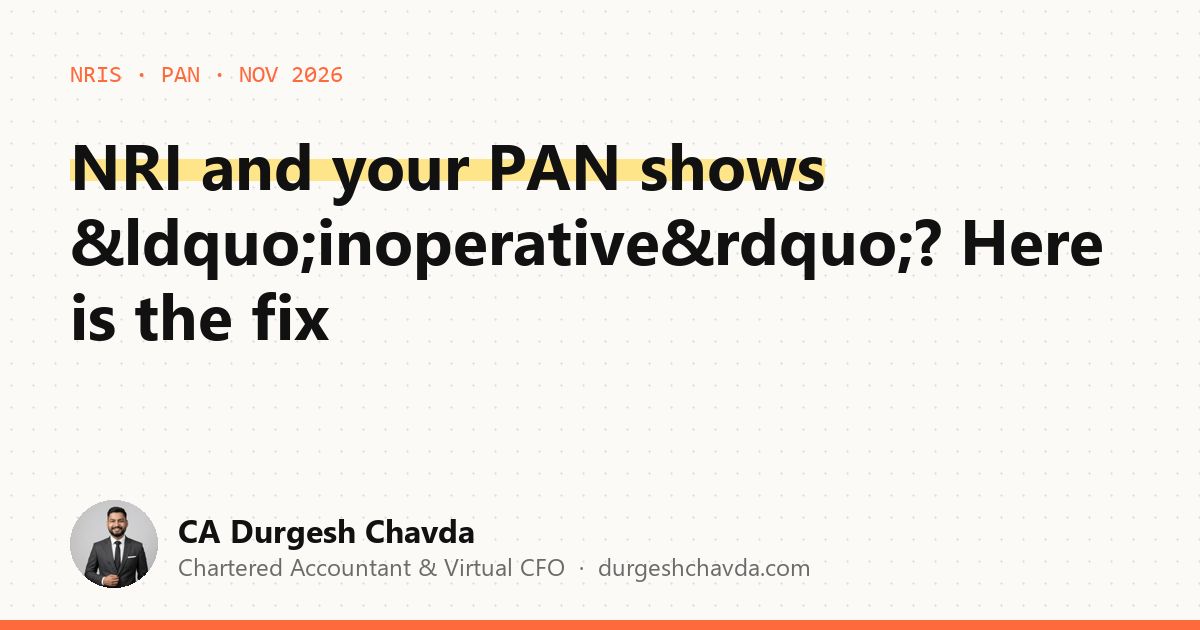 NRIS · PAN · NOV 2026
NRI and your PAN shows
&ldquo;inoperative&rdquo;? Here
is the fix
CA Durgesh Chavda
Chartered Accountant & Virtual CFO · durgeshchavda.com